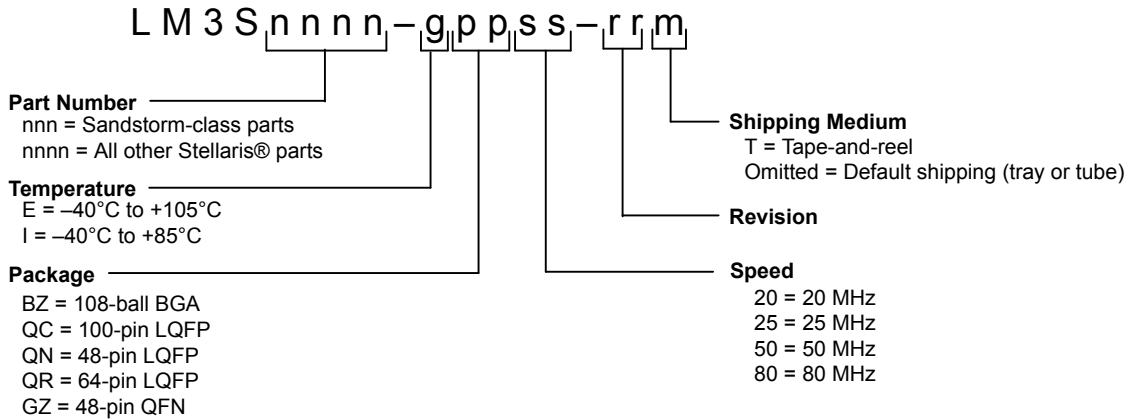 LM3Snnnn–gppss–rrm
Part Number
nnn = Sandstorm-class parts
nnnn = All other Stellaris® parts
Temperature
E = –40°C to +105°C
I = –40°C to +85°C
Package
BZ = 108-ball BGA
QC = 100-pin LQFP
QN = 48-pin LQFP
QR = 64-pin LQFP
GZ = 48-pin QFN
Shipping Medium
T = Tape-and-reel
Omitted = Default shipping (tray or tube)
Revision
Speed
20 = 20 MHz
25 = 25 MHz
50 = 50 MHz
80 = 80 MHz